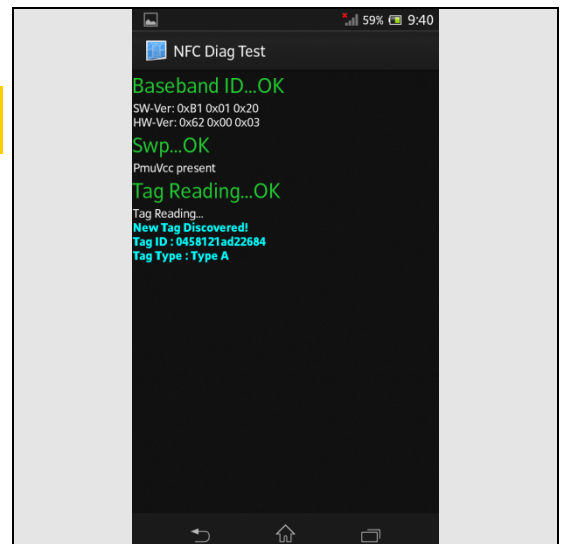 59% 9:40
NFC Diag Test
Baseband ID...OK
SW-Ver: 0xB1 0x01 0x20
HW-Ver: 0x62 0x00 0x03
Swp...OK
PmuVcc present
Tag Reading...OK
Tag Reading...
New Tag Discovered!
Tag ID : 0458121ad22684
Tag Type : Type A